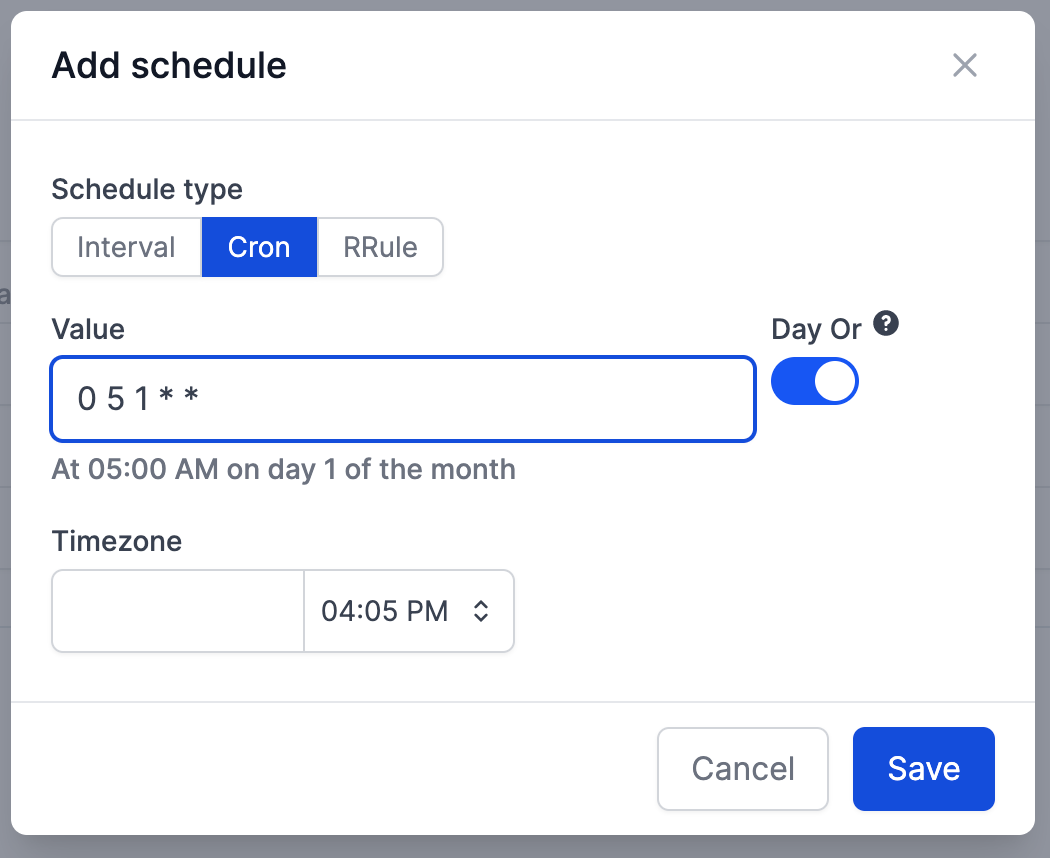 Add schedule
Schedule type
Interval Cron RRule
Value
Day Or ?
0 5 1 * *
At 05:00 AM on day 1 of the month
Timezone
04:05 PM
Cancel Save